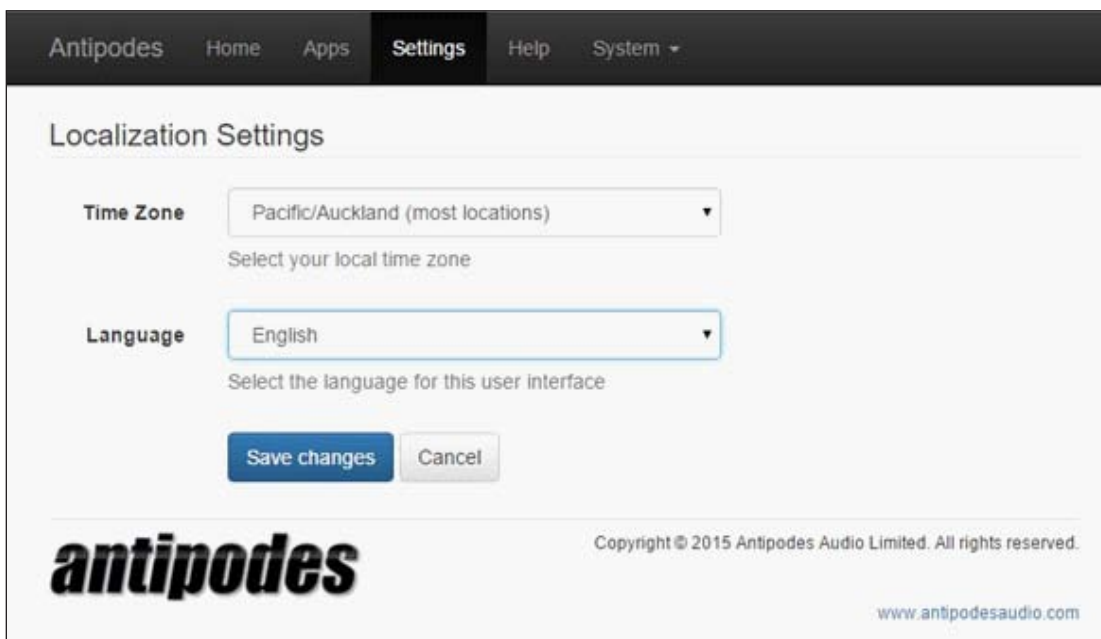 Antipodes Home Apps Settings Help System
Localization Settings
Time Zone Pacific/Auckland (most locations)
Select your local time zone
Language English
Select the language for this user interface
Save changes Cancel
antipodes
Copyright © 2015 Antipodes Audio Limited. All rights reserved.
www.antipodesaudio.com